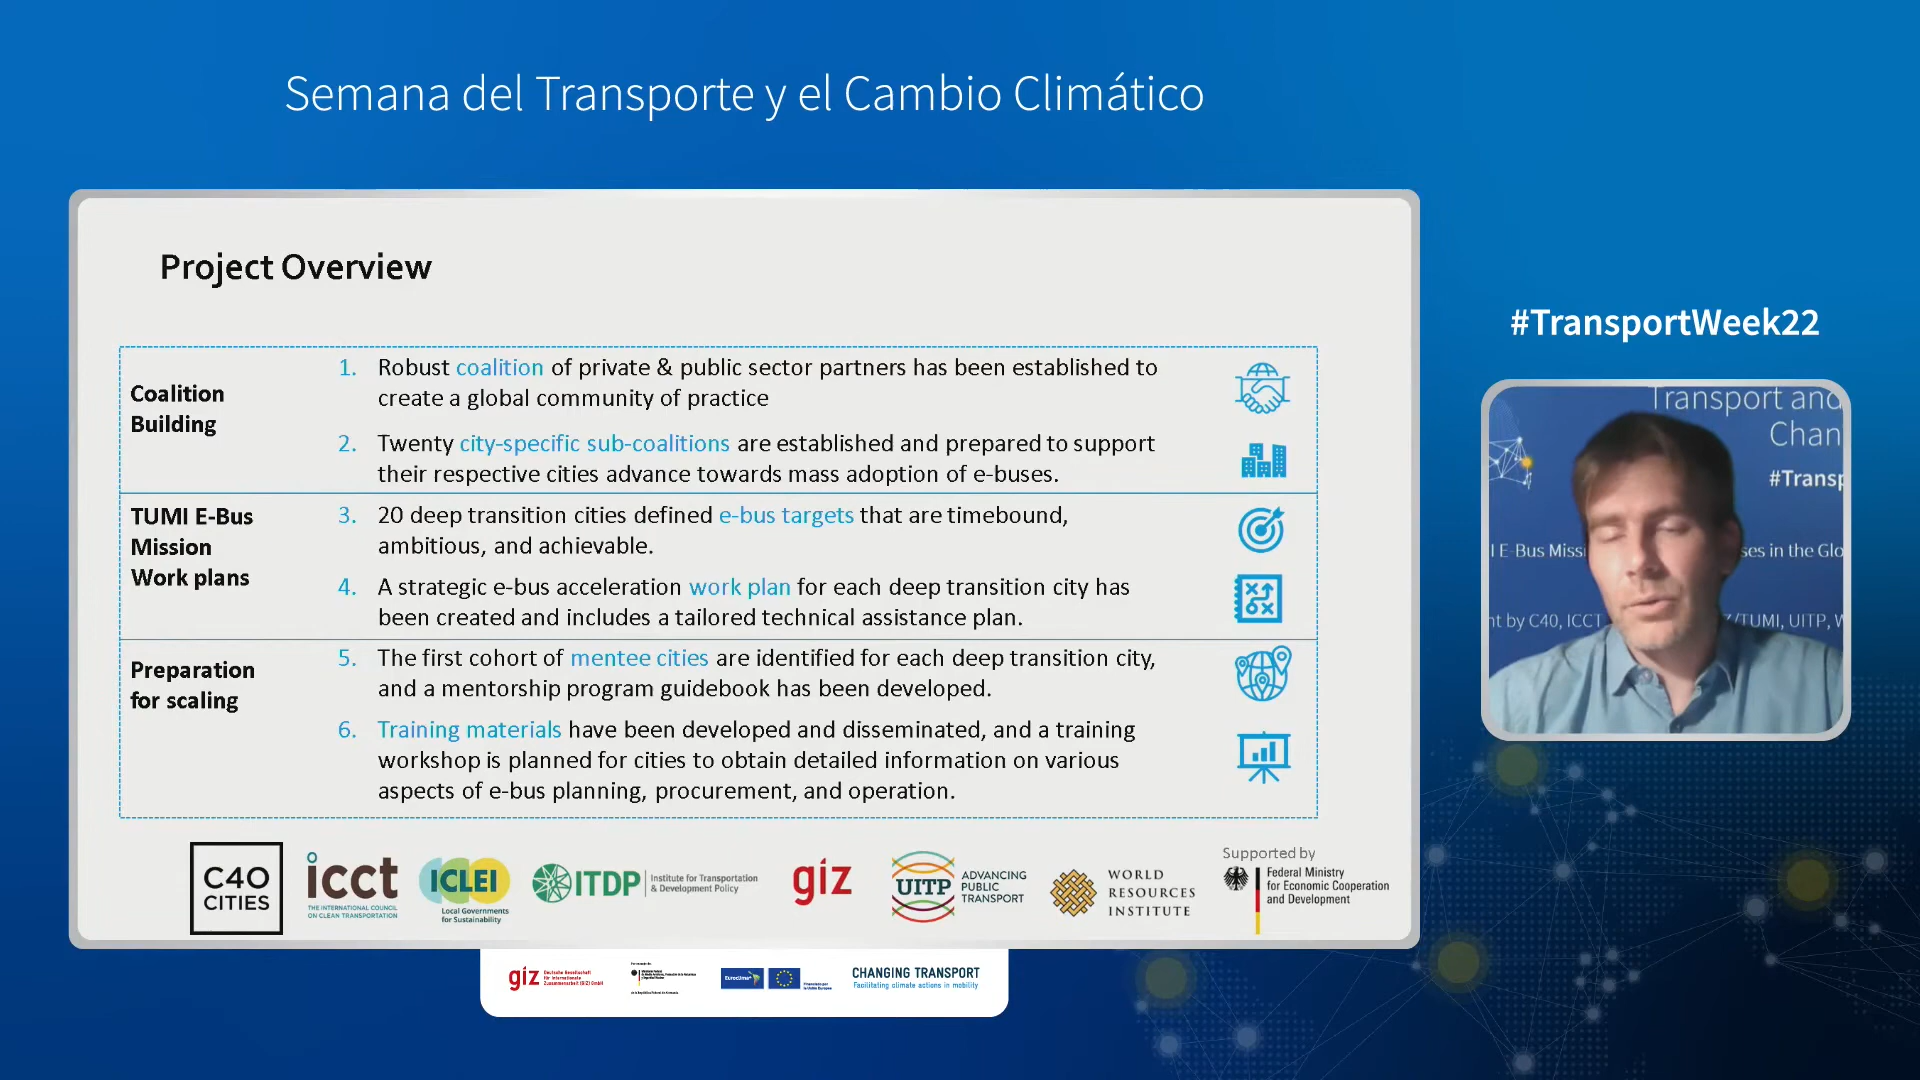 Semana del Transporte y el Cambio Climático
Project Overview
Coalition
Building
1. Robust coalition of private & public sector partners has been established to
create a global community of practice
2. Twenty city-specific sub-coalitions are established and prepared to support
their respective cities advance towards mass adoption of e-buses.
TUMI E-Bus
Mission
Work plans
3. 20 deep transition cities defined e-bus targets that are timebound,
ambitious, and achievable.
4. A strategic e-bus acceleration work plan for each deep transition city has
been created and includes a tailored technical assistance plan.
Preparation
for scaling
5. The first cohort of mentee cities are identified for each deep transition city,
and a mentorship program guidebook has been developed.
6. Training materials have been developed and disseminated, and a training
workshop is planned for cities to obtain detailed information on various
aspects of e-bus planning, procurement, and operation.
C40
CITIES
icct
THE INTERNATIONAL COUNCIL
ON CLEAN TRANSPORTATION
ICLEI
Local Governments
for Sustainability
ITDP
Institute for Transportation
& Development Policy
giz
UITP
ADVANCING
PUBLIC
TRANSPORT
WORLD
RESOURCES
INSTITUTE
Supported by
Federal Ministry
for Economic Cooperation
and Development
giz
Deutsche Gesellschaft
für Internationale
Zusammenarbeit (GIZ) GmbH
Euroclima+
CHANGING TRANSPORT
Facilitating climate actions in mobility
#TransportWeek22
Transport and
Chan
#Transp
E-Bus Miss
ses in the Glo
nt by C40, ICCT
/TUMI, UITP, W